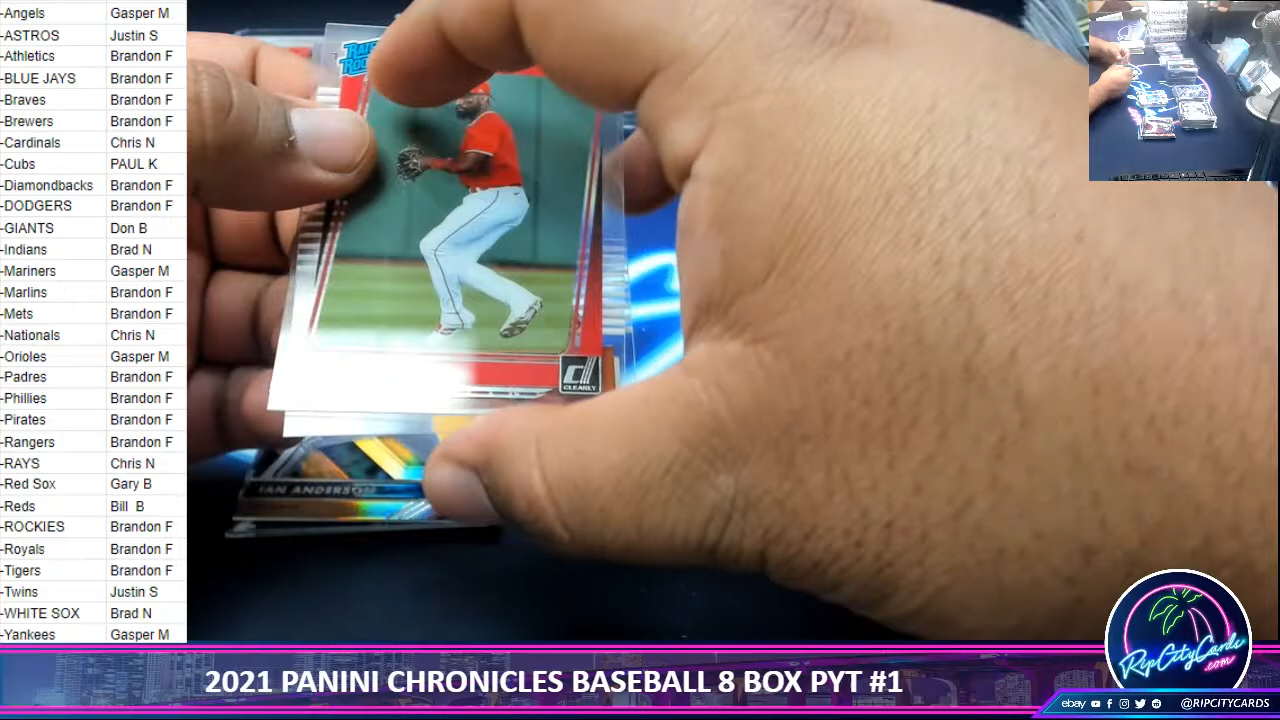 -Angels Gasper M
-ASTROS Justin S
-Athletics Brandon F
-BLUE JAYS Brandon F
-Braves Brandon F
-Brewers Brandon F
-Cardinals Chris N
-Cubs PAUL K
-Diamondbacks Brandon F
-DODGERS Brandon F
-GIANTS Don B
-Indians Brad N
-Mariners Gasper M
-Marlins Brandon F
-Mets Brandon F
-Nationals Chris N
-Orioles Gasper M
-Padres Brandon F
-Phillies Brandon F
-Pirates Brandon F
-Rangers Brandon F
-RAYS Chris N
-Red Sox Gary B
-Reds Bill B
-ROCKIES Brandon F
-Royals Brandon F
-Tigers Brandon F
-Twins Justin S
-WHITE SOX Brad N
-Yankees Gasper M
CLEARLY
IAN ANDERSON
RipCityCards
.com
2021 PANINI CHRONICLES BASEBALL 8 BOX PYT #1
ebay @RIPCITYCARDS